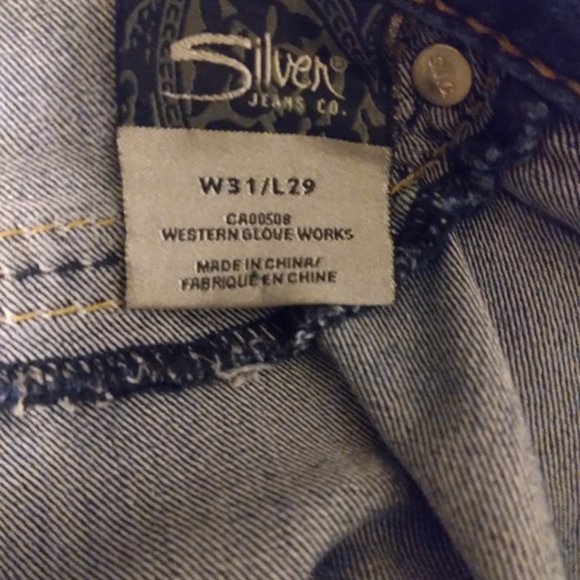 Silver
JEANS CO.
W31/L29
CA00508
WESTERN GLOVE WORKS
MADE IN CHINA/
FABRIQUÉ EN CHINE